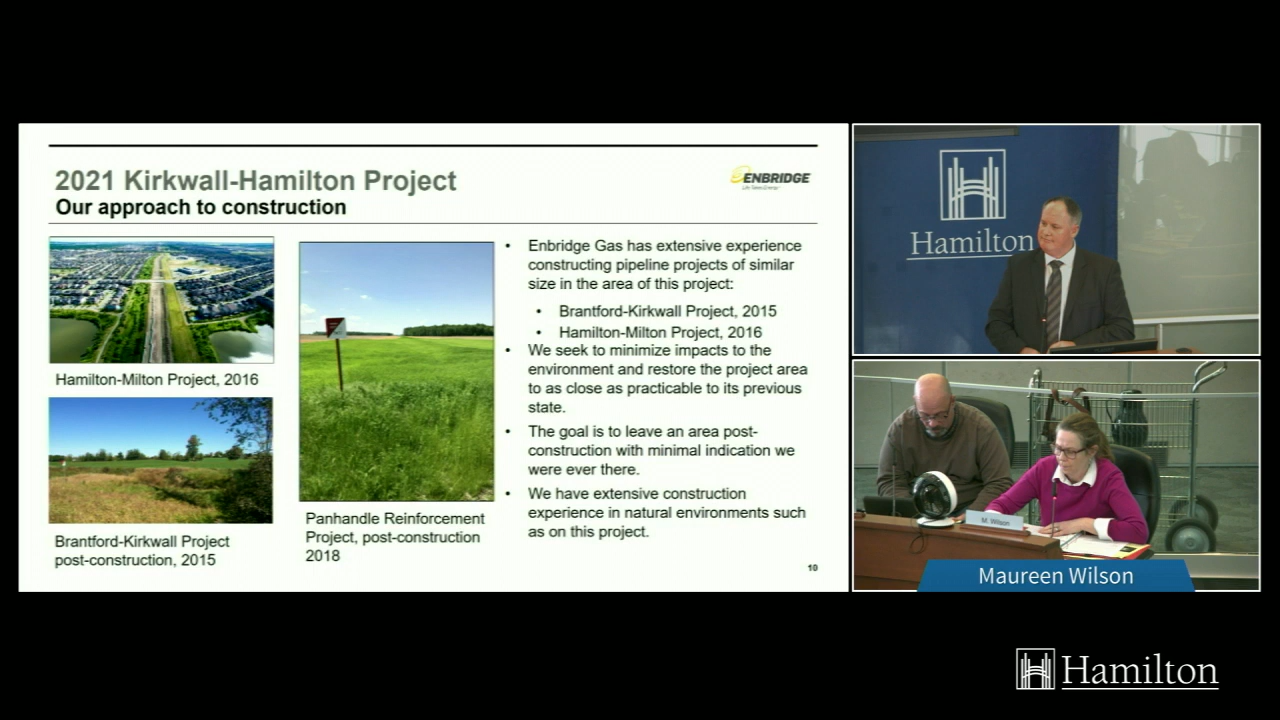 2021 Kirkwall-Hamilton Project
Our approach to construction
ENBRIDGE
Life Takes Energy
Hamilton-Milton Project, 2016
Brantford-Kirkwall Project
post-construction, 2015
Panhandle Reinforcement
Project, post-construction
2018
• Enbridge Gas has extensive experience
constructing pipeline projects of similar
size in the area of this project:
• Brantford-Kirkwall Project, 2015
• Hamilton-Milton Project, 2016
• We seek to minimize impacts to the
environment and restore the project area
to as close as practicable to its previous
state.
• The goal is to leave an area post-
construction with minimal indication we
were ever there.
• We have extensive construction
experience in natural environments such
as on this project.
10
Hamilton
M. Wilson
Maureen Wilson
Hamilton